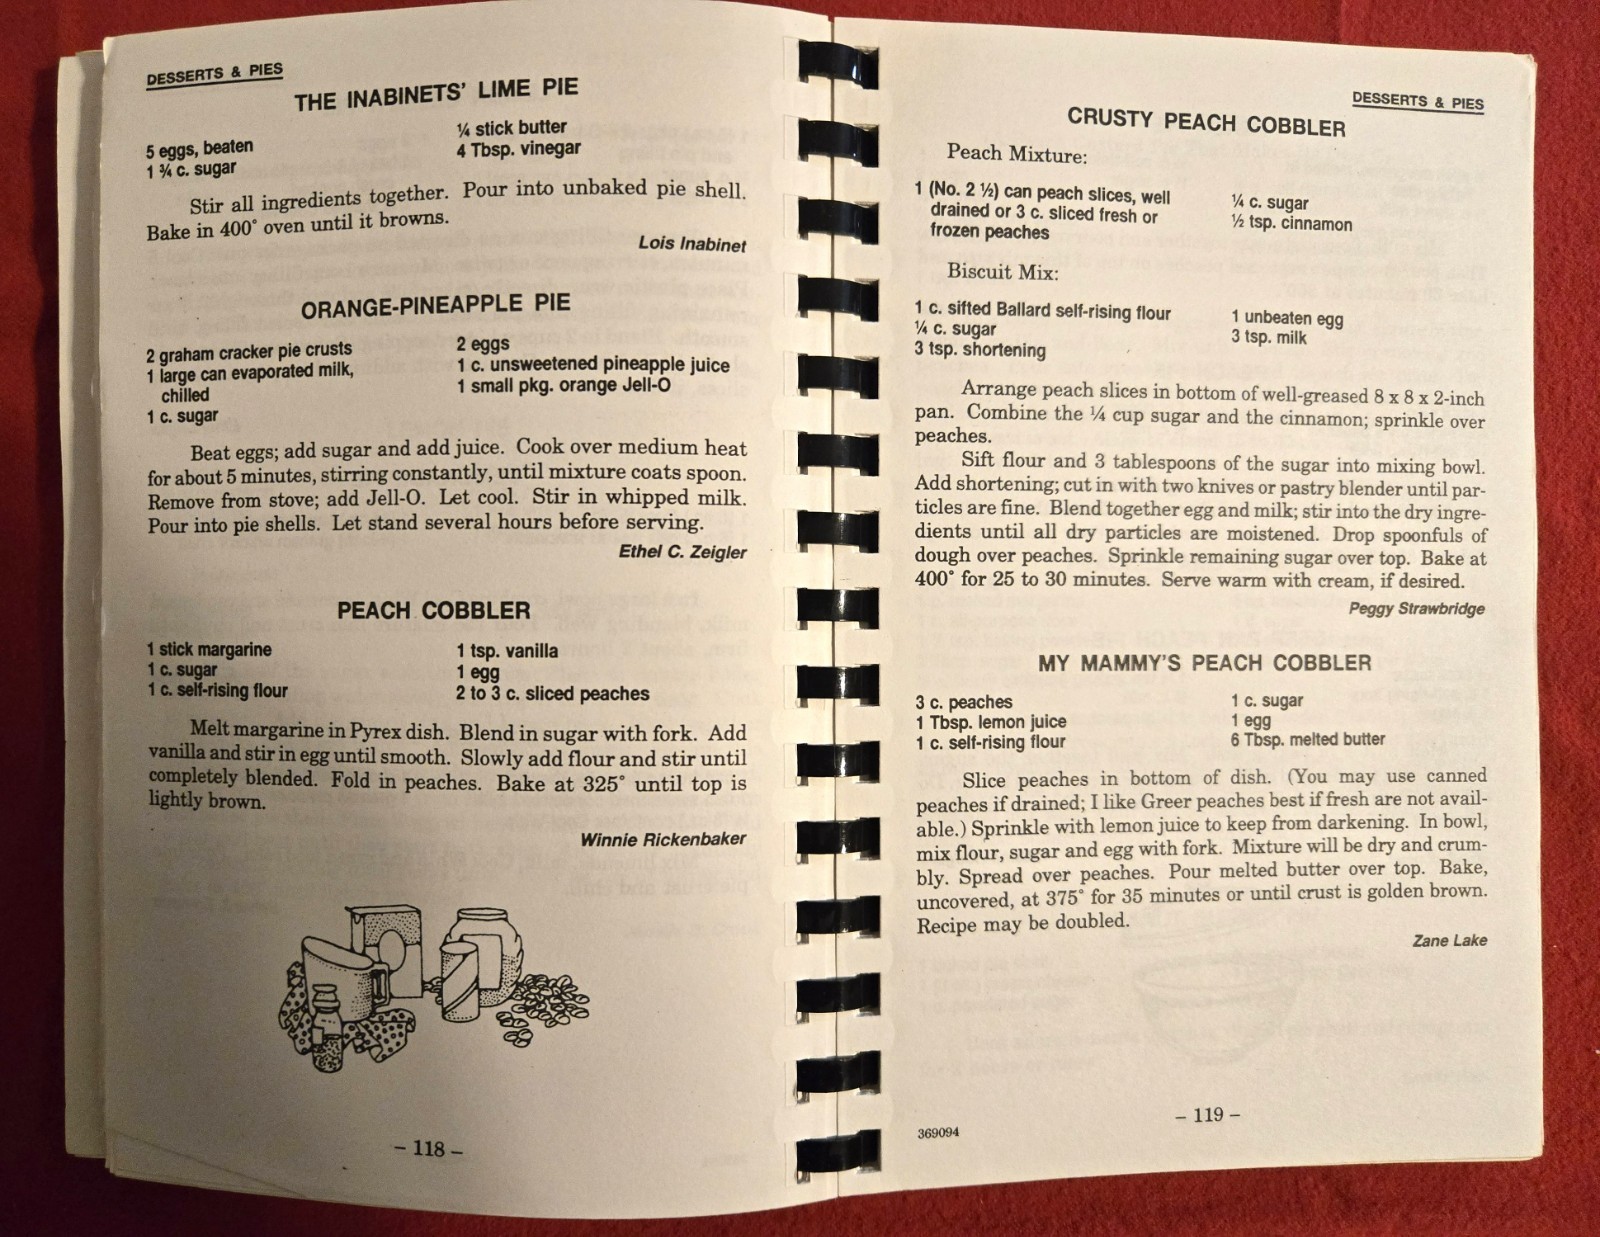 DESSERTS & PIES
THE INABINETS' LIME PIE
5 eggs, beaten
1 ¾ c. sugar
¼ stick butter
4 Tbsp. vinegar
Stir all ingredients together. Pour into unbaked pie shell.
Bake in 400° oven until it browns.
Lois Inabinet
ORANGE-PINEAPPLE PIE
2 graham cracker pie crusts
1 large can evaporated milk,
chilled
1 c. sugar
2 eggs
1 c. unsweetened pineapple juice
1 small pkg. orange Jell-O
Beat eggs; add sugar and add juice. Cook over medium heat
for about 5 minutes, stirring constantly, until mixture coats spoon.
Remove from stove; add Jell-O. Let cool. Stir in whipped milk.
Pour into pie shells. Let stand several hours before serving.
Ethel C. Zeigler
PEACH COBBLER
1 stick margarine
1 c. sugar
1 c. self-rising flour
1 tsp. vanilla
1 egg
2 to 3 c. sliced peaches
Melt margarine in Pyrex dish. Blend in sugar with fork. Add
vanilla and stir in egg until smooth. Slowly add flour and stir until
completely blended. Fold in peaches. Bake at 325° until top is
lightly brown.
Winnie Rickenbaker
– 118 –
DESSERTS & PIES
CRUSTY PEACH COBBLER
Peach Mixture:
1 (No. 2 ½) can peach slices, well
drained or 3 c. sliced fresh or
frozen peaches
¼ c. sugar
½ tsp. cinnamon
Biscuit Mix:
1 c. sifted Ballard self-rising flour
¼ c. sugar
3 tsp. shortening
1 unbeaten egg
3 tsp. milk
Arrange peach slices in bottom of well-greased 8 x 8 x 2-inch
pan. Combine the ¼ cup sugar and the cinnamon; sprinkle over
peaches.
Sift flour and 3 tablespoons of the sugar into mixing bowl.
Add shortening; cut in with two knives or pastry blender until par-
ticles are fine. Blend together egg and milk; stir into the dry ingre-
dients until all dry particles are moistened. Drop spoonfuls of
dough over peaches. Sprinkle remaining sugar over top. Bake at
400° for 25 to 30 minutes. Serve warm with cream, if desired.
Peggy Strawbridge
MY MAMMY'S PEACH COBBLER
3 c. peaches
1 Tbsp. lemon juice
1 c. self-rising flour
1 c. sugar
1 egg
6 Tbsp. melted butter
Slice peaches in bottom of dish. (You may use canned
peaches if drained; I like Greer peaches best if fresh are not avail-
able.) Sprinkle with lemon juice to keep from darkening. In bowl,
mix flour, sugar and egg with fork. Mixture will be dry and crum-
bly. Spread over peaches. Pour melted butter over top. Bake,
uncovered, at 375° for 35 minutes or until crust is golden brown.
Recipe may be doubled.
Zane Lake
369094
– 119 –